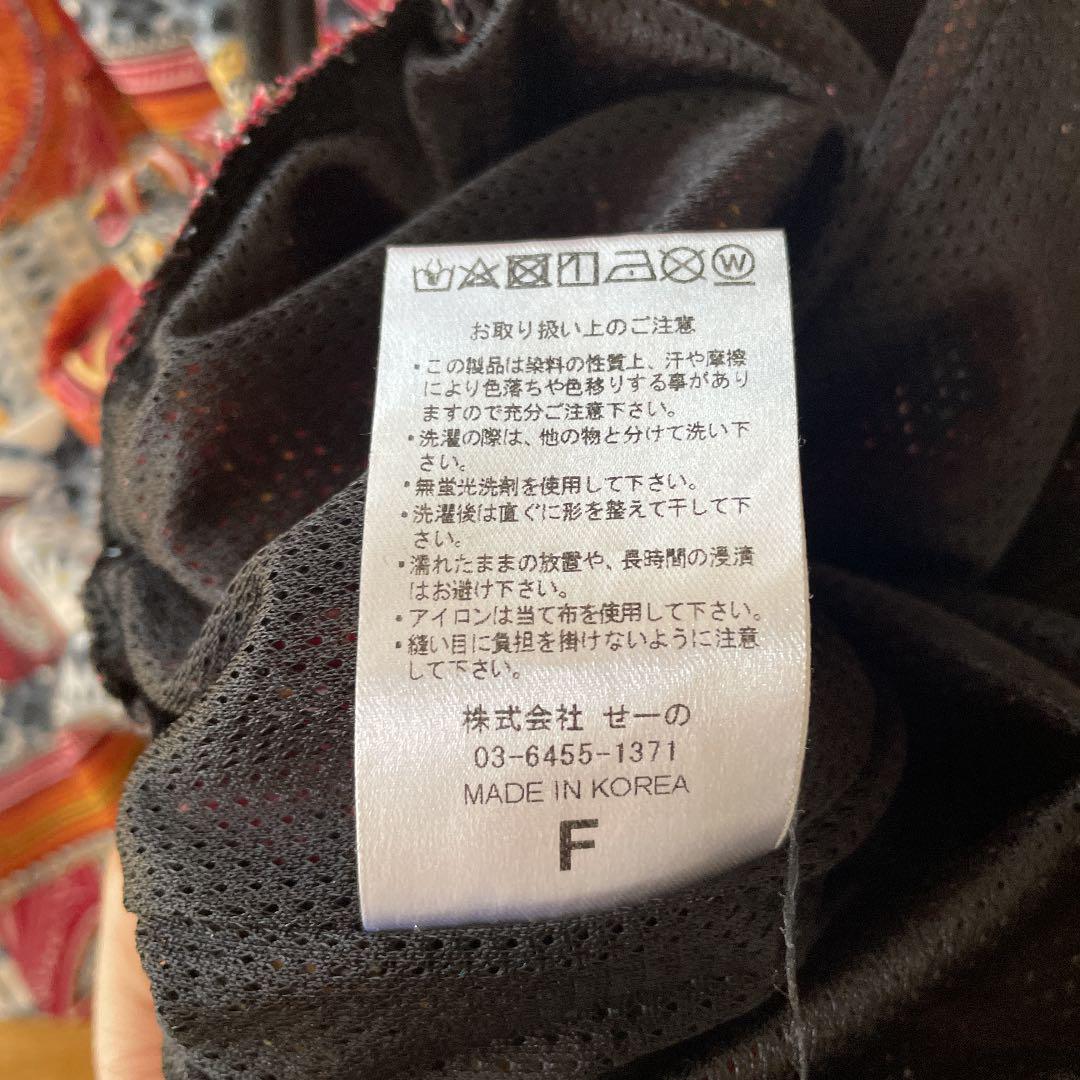 W
お取り扱い上のご注意
・この製品は染料の性質上、汗や摩擦
により色落ちや色移りする事があり
ますので充分ご注意下さい。
・洗濯の際は、他の物と分けて洗い下
さい。
・無蛍光洗剤を使用して下さい。
・洗濯後は直ぐに形を整えて干して下
さい。
・濡れたままの放置や、長時間の浸漬
はお避け下さい。
・アイロンは当て布を使用して下さい。
・縫い目に負担を掛けないように注意
して下さい。
株式会社 せーの
03-6455-1371
MADE IN KOREA
F